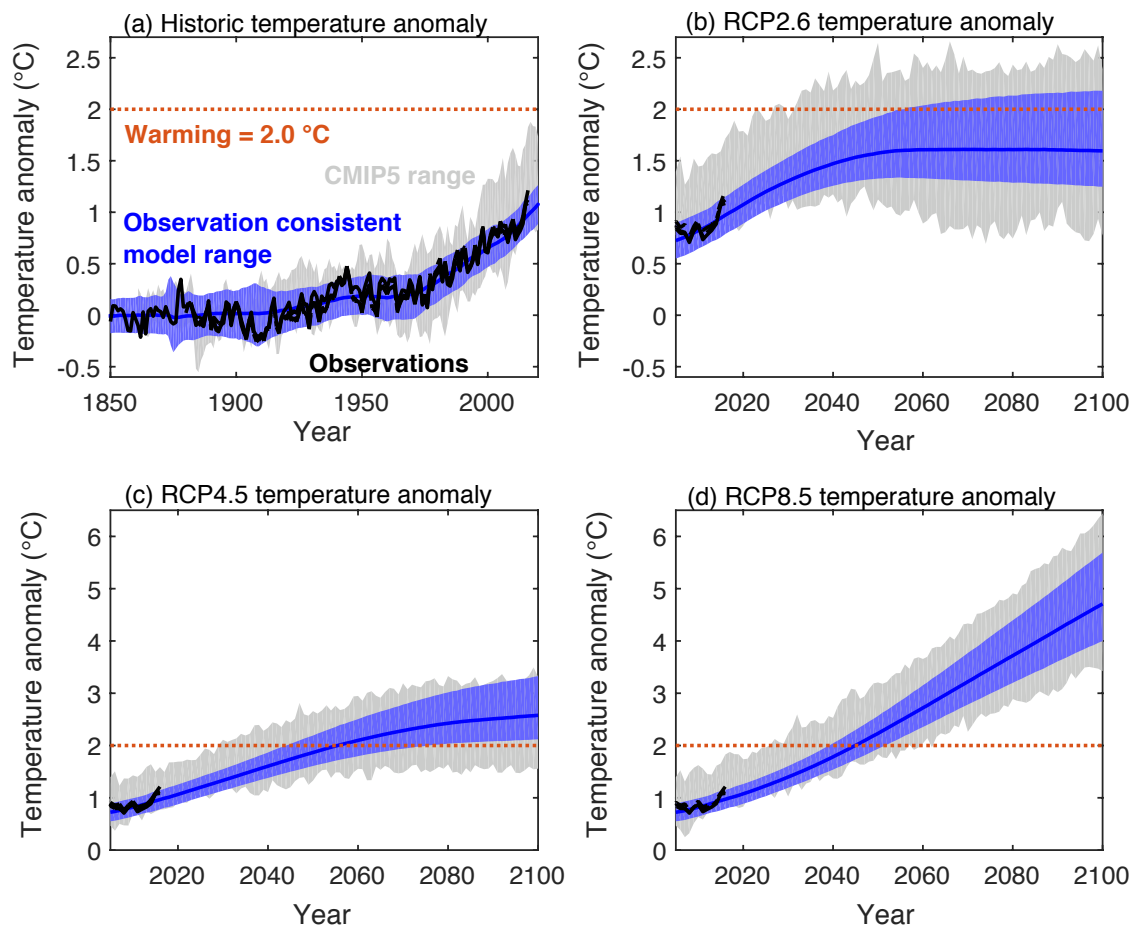 (a) Historic temperature anomaly
Temperature anomaly (°C)
2.5
2
1.5
1
0.5
0
-0.5
Warming = 2.0 °C
CMIP5 range
Observation consistent
model range
Observations
1850
1900
1950
2000
Year
(b) RCP2.6 temperature anomaly
Temperature anomaly (°C)
2.5
2
1.5
1
0.5
0
-0.5
2020
2040
2060
2080
2100
Year
(c) RCP4.5 temperature anomaly
Temperature anomaly (°C)
6
5
4
3
2
1
0
2020
2040
2060
2080
2100
Year
(d) RCP8.5 temperature anomaly
Temperature anomaly (°C)
6
5
4
3
2
1
0
2020
2040
2060
2080
2100
Year